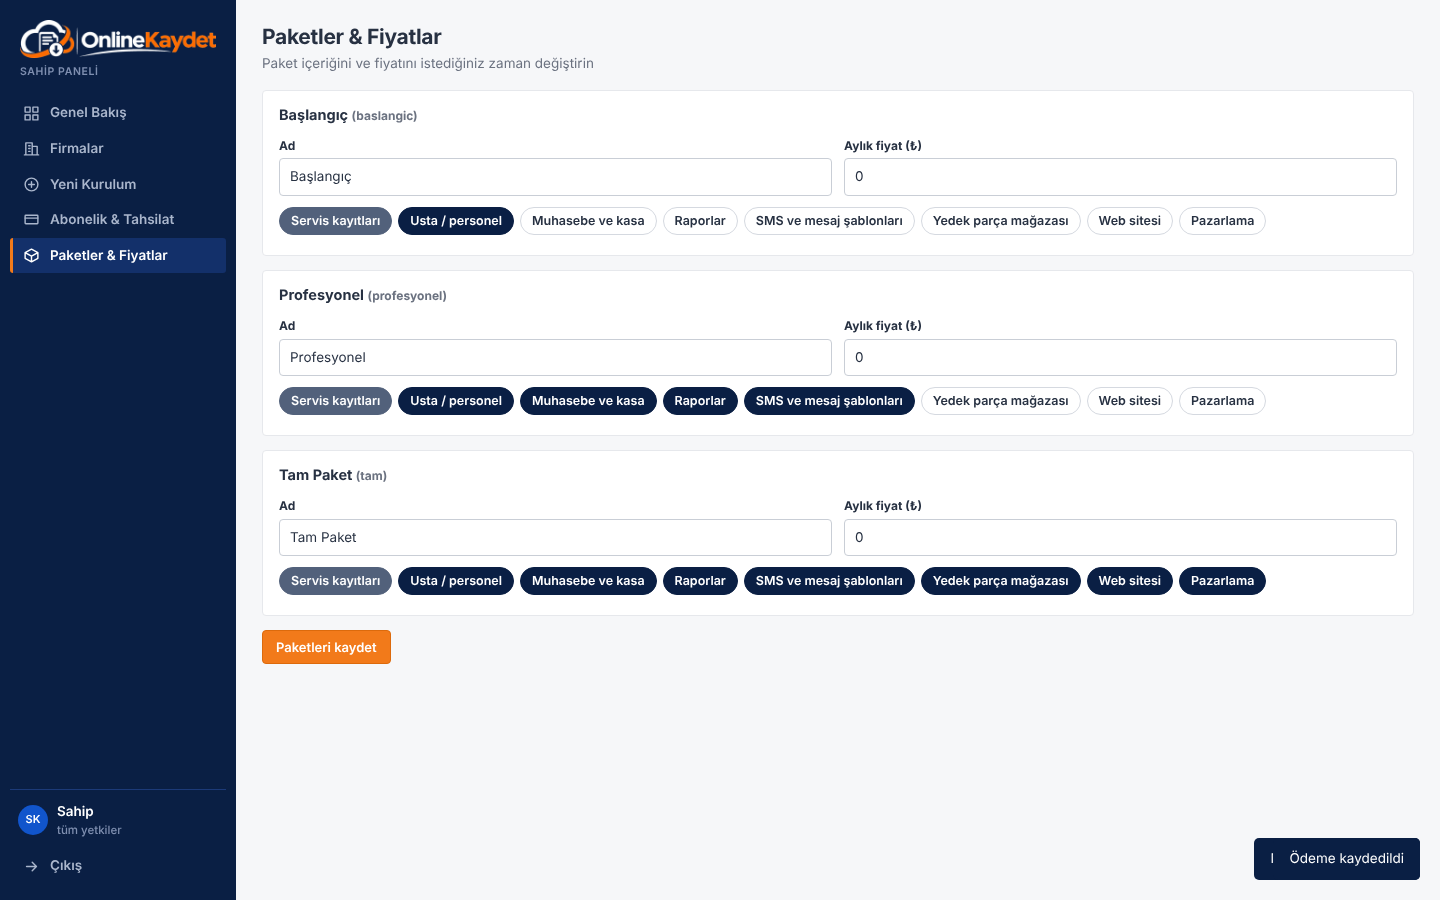 OnlineKaydet
SAHİP PANELİ
Genel Bakış
Firmalar
Yeni Kurulum
Abonelik & Tahsilat
Paketler & Fiyatlar
Sahip
SK
tüm yetkiler
Çıkış
Paketler & Fiyatlar
Paket içeriğini ve fiyatını istediğiniz zaman değiştirin
Başlangıç (baslangic)
Ad Aylık fiyat (₺)
Başlangıç 0
Servis kayıtları Usta / personel Muhasebe ve kasa Raporlar SMS ve mesaj şablonları Yedek parça mağazası Web sitesi Pazarlama
Profesyonel (profesyonel)
Ad Aylık fiyat (₺)
Profesyonel 0
Servis kayıtları Usta / personel Muhasebe ve kasa Raporlar SMS ve mesaj şablonları Yedek parça mağazası Web sitesi Pazarlama
Tam Paket (tam)
Ad Aylık fiyat (₺)
Tam Paket 0
Servis kayıtları Usta / personel Muhasebe ve kasa Raporlar SMS ve mesaj şablonları Yedek parça mağazası Web sitesi Pazarlama
Paketleri kaydet
Ödeme kaydedildi